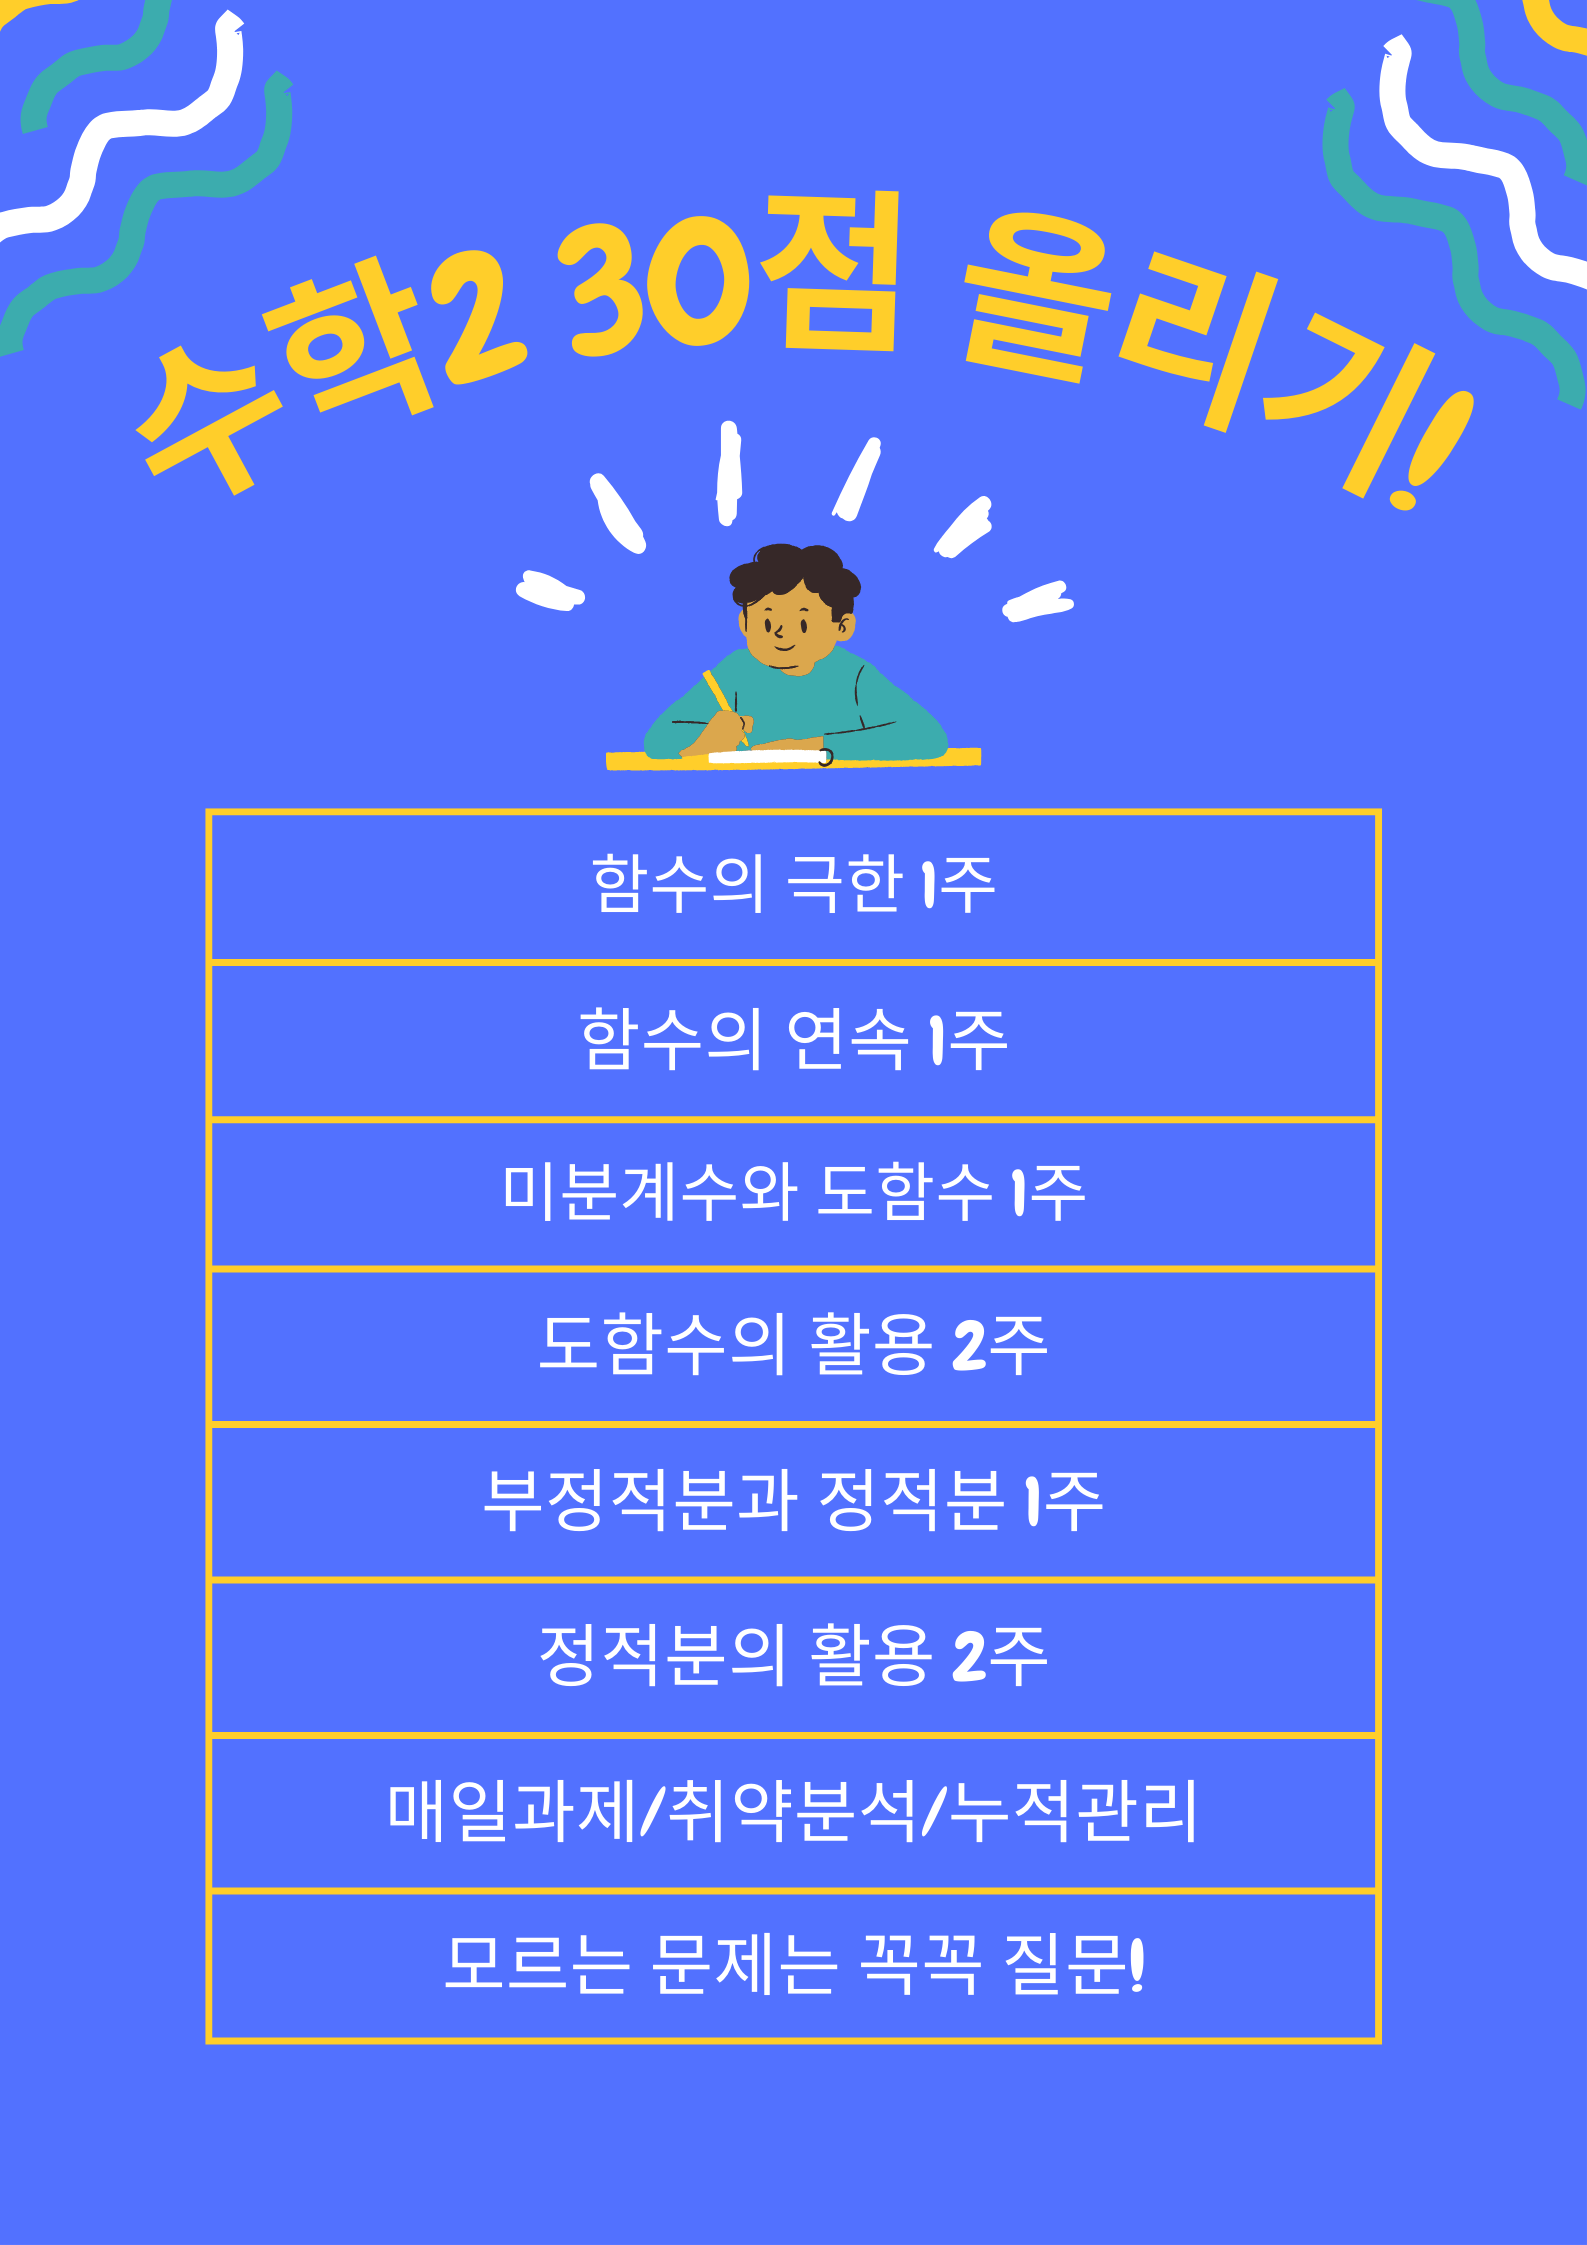 수학2 30점 올리기!
함수의 극한 1주
함수의 연속 1주
미분계수와 도함수 1주
도함수의 활용 2주
부정적분과 정적분 1주
정적분의 활용 2주
매일과제/취약분석/누적관리
모르는 문제는 꼭꼭 질문!